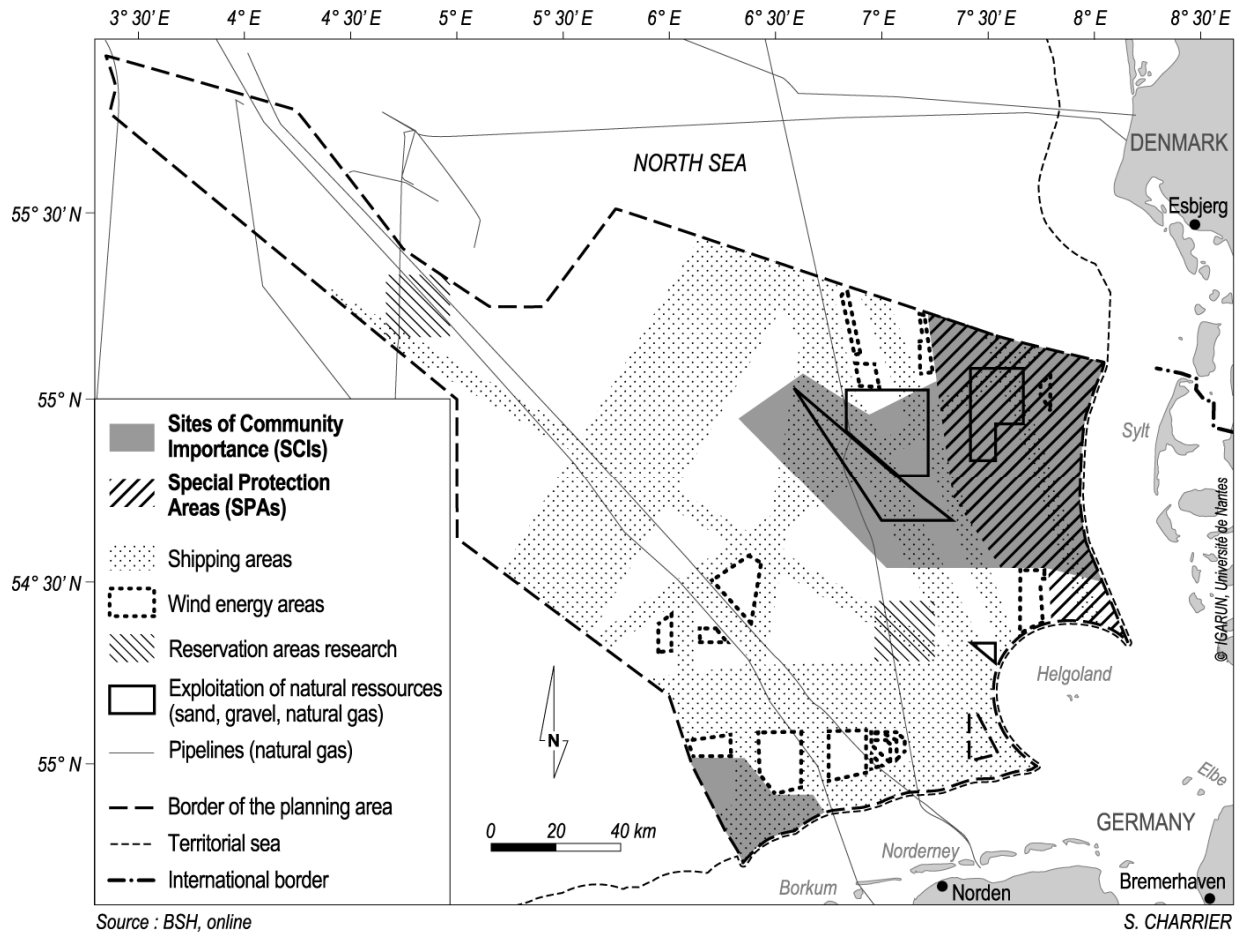 3° 30' E 4° E 4° 30' E 5° E 5° 30' E 6° E 6° 30' E 7° E 7° 30' E 8° E 8° 30' E
DENMARK
NORTH SEA
Esbjerg
55° 30' N
55° N
Sylt
54° 30' N
55° N
Helgoland
Elbe
GERMANY
Norderney
Borkum
Norden
Bremerhaven
Sites of Community
Importance (SCIs)
Special Protection
Areas (SPAs)
Shipping areas
Wind energy areas
Reservation areas research
Exploitation of natural ressources
(sand, gravel, natural gas)
Pipelines (natural gas)
Border of the planning area
Territorial sea
International border
N
0 20 40 km
© IGARUN, Université de Nantes
Source : BSH, online
S. CHARRIER